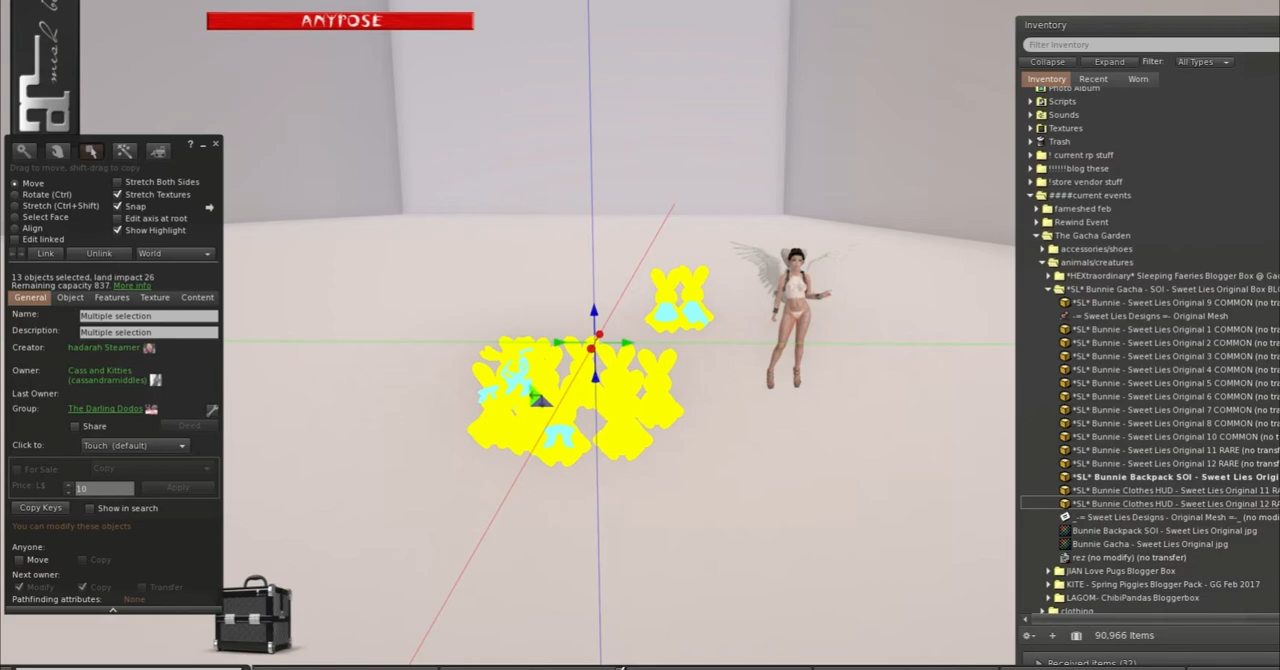 ANYPOSE
mesh
Drag to move, shift-drag to copy
Move
Rotate (Ctrl)
Stretch (Ctrl+Shift)
Select Face
Align
Edit linked
Stretch Both Sides
Stretch Textures
Snap
Edit axis at root
Show Highlight
Link Unlink World
13 objects selected, land impact 26
Remaining capacity 837. More info
General Object Features Texture Content
Name: Multiple selection
Description: Multiple selection
Creator: hadarah Steamer
Owner: Cass and Kitties
(cassandramiddles)
Last Owner:
Group: The Darling Dodos
Share Deed
Click to: Touch (default)
For Sale: Copy
Price: L$ 10 Apply
Copy Keys Show in search
You can modify these objects
Anyone:
Move Copy
Next owner:
Modify Copy Transfer
Pathfinding attributes: None
Inventory
Filter Inventory
Collapse Expand Filter: All Types
Inventory Recent Worn
Photo Album
Scripts
Sounds
Textures
Trash
! current rp stuff
!!!!!!blog these
!store vendor stuff
####current events
fameshed feb
Rewind Event
The Gacha Garden
accessories/shoes
animals/creatures
*HEXtraordinary* Sleeping Faeries Blogger Box @ Ga
*SL* Bunnie Gacha - SOI - Sweet Lies Original Box BL
*SL* Bunnie - Sweet Lies Original 9 COMMON (no tr
-= Sweet Lies Designs =- Original Mesh
*SL* Bunnie - Sweet Lies Original 1 COMMON (no tr
*SL* Bunnie - Sweet Lies Original 2 COMMON (no tr
*SL* Bunnie - Sweet Lies Original 3 COMMON (no tr
*SL* Bunnie - Sweet Lies Original 4 COMMON (no tr
*SL* Bunnie - Sweet Lies Original 5 COMMON (no tr
*SL* Bunnie - Sweet Lies Original 6 COMMON (no tr
*SL* Bunnie - Sweet Lies Original 7 COMMON (no tr
*SL* Bunnie - Sweet Lies Original 8 COMMON (no tr
*SL* Bunnie - Sweet Lies Original 10 COMMON (no t
*SL* Bunnie - Sweet Lies Original 11 RARE (no trans
*SL* Bunnie - Sweet Lies Original 12 RARE (no trans
*SL* Bunnie Backpack SOI - Sweet Lies Origi
*SL* Bunnie Clothes HUD - Sweet Lies Original 11 RA
*SL* Bunnie Clothes HUD - Sweet Lies Original 12 RA
_-= Sweet Lies Designs - Original Mesh =-_ (no modi
Bunnie Backpack SOI - Sweet Lies Original jpg
Bunnie Gacha - Sweet Lies Original jpg
rez (no modify) (no transfer)
JIAN Love Pugs Blogger Box
KITE - Spring Piggies Blogger Pack - GG Feb 2017
LAGOM- ChibiPandas Bloggerbox
clothing
90,966 Items
Received items (32)